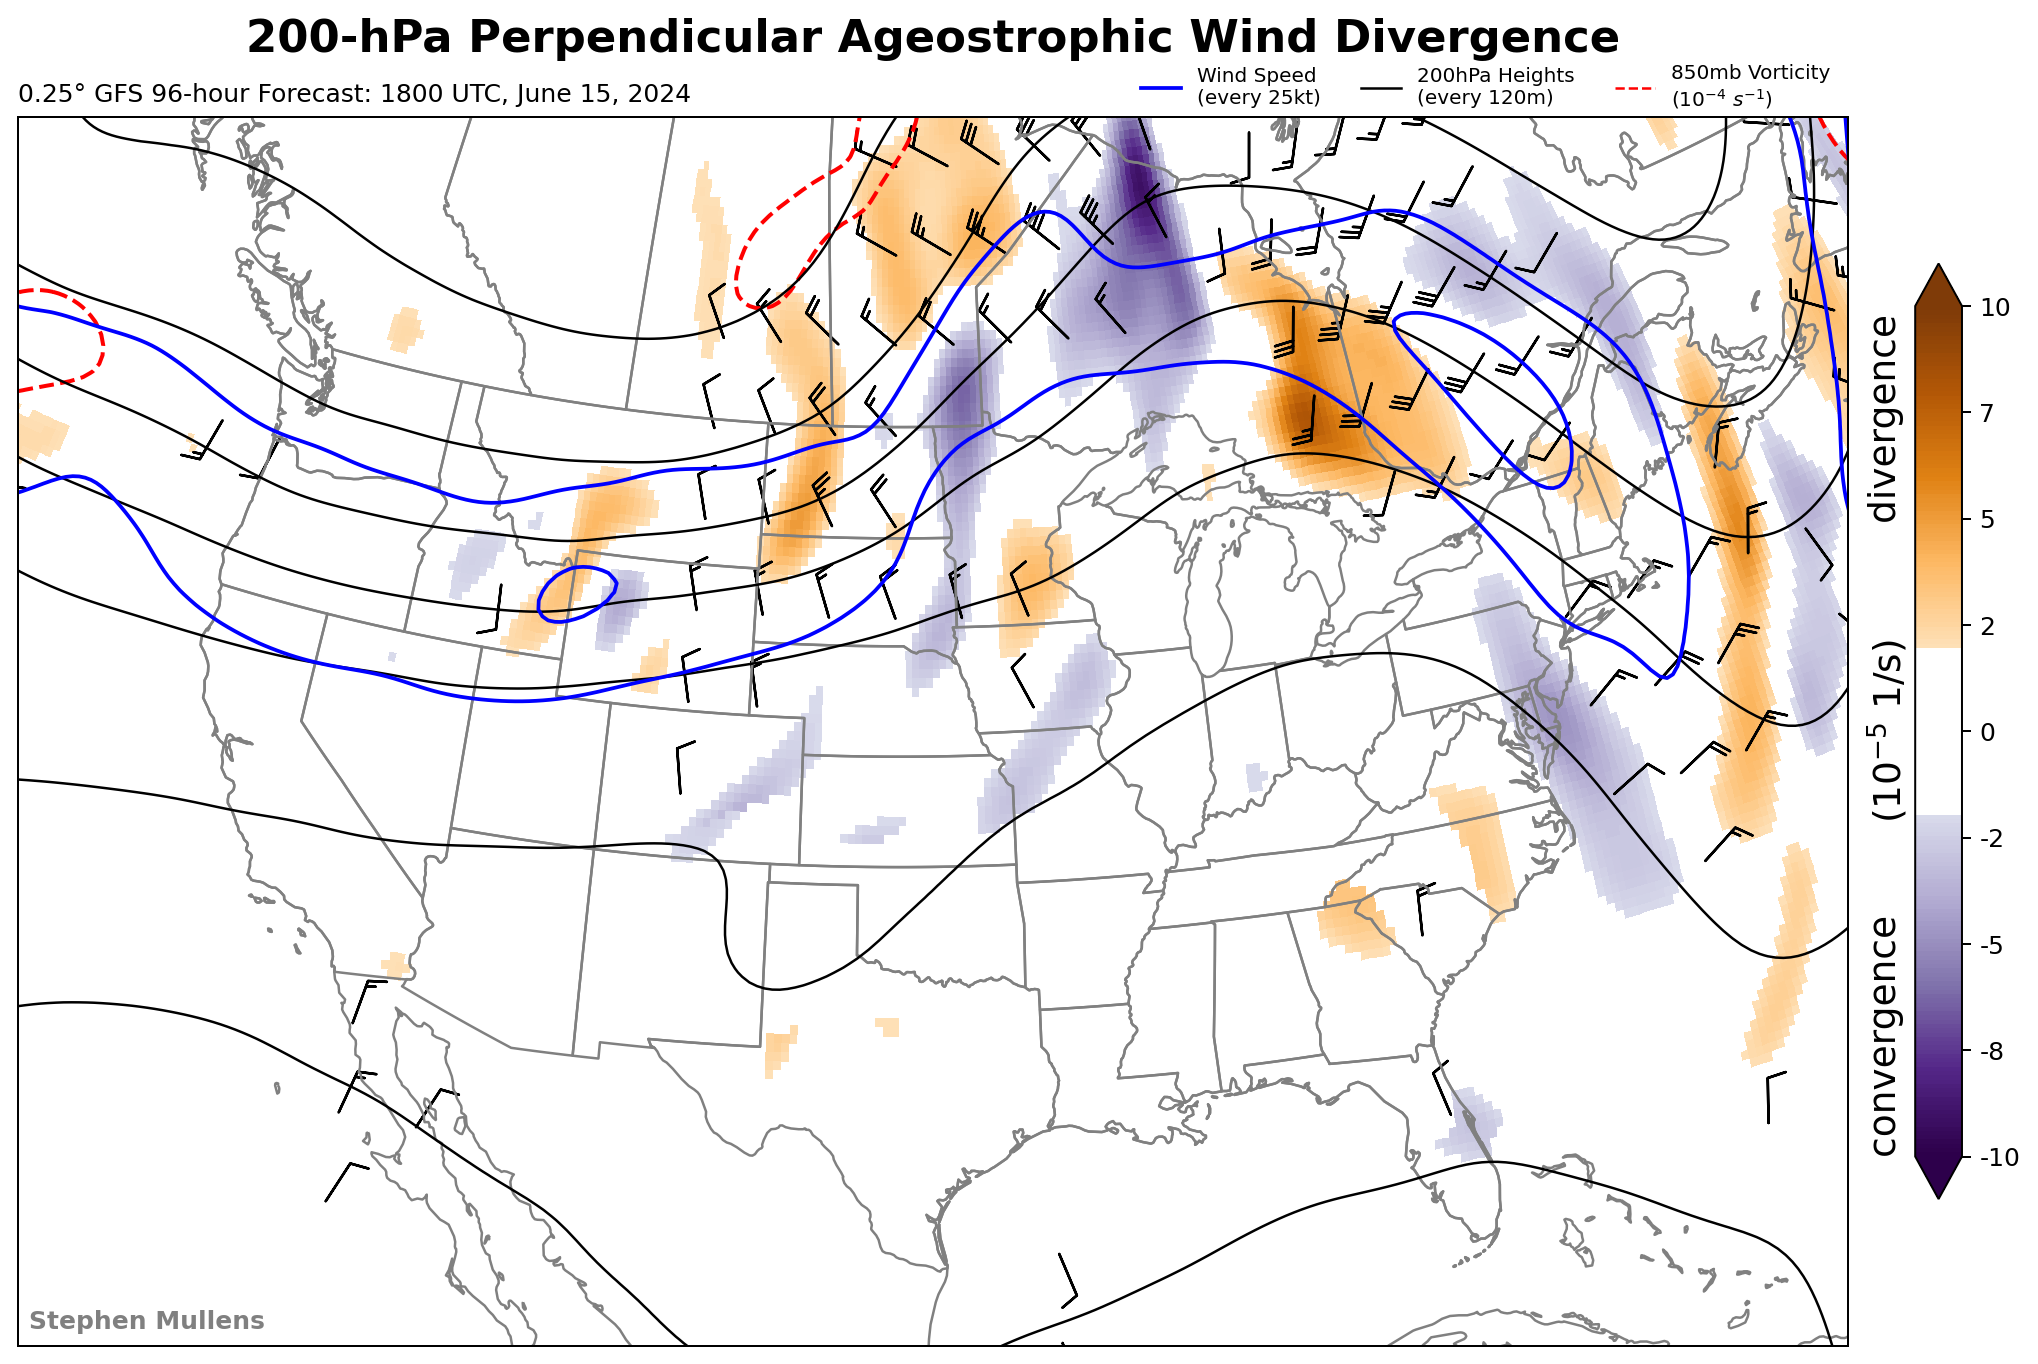 200-hPa Perpendicular Ageostrophic Wind Divergence
0.25° GFS 96-hour Forecast: 1800 UTC, June 15, 2024
Wind Speed
(every 25kt)
200hPa Heights
(every 120m)
850mb Vorticity
(10⁻⁴ s⁻¹)
10
7
5
2
0
-2
-5
-8
-10
convergence (10⁻⁵ 1/s) divergence
Stephen Mullens